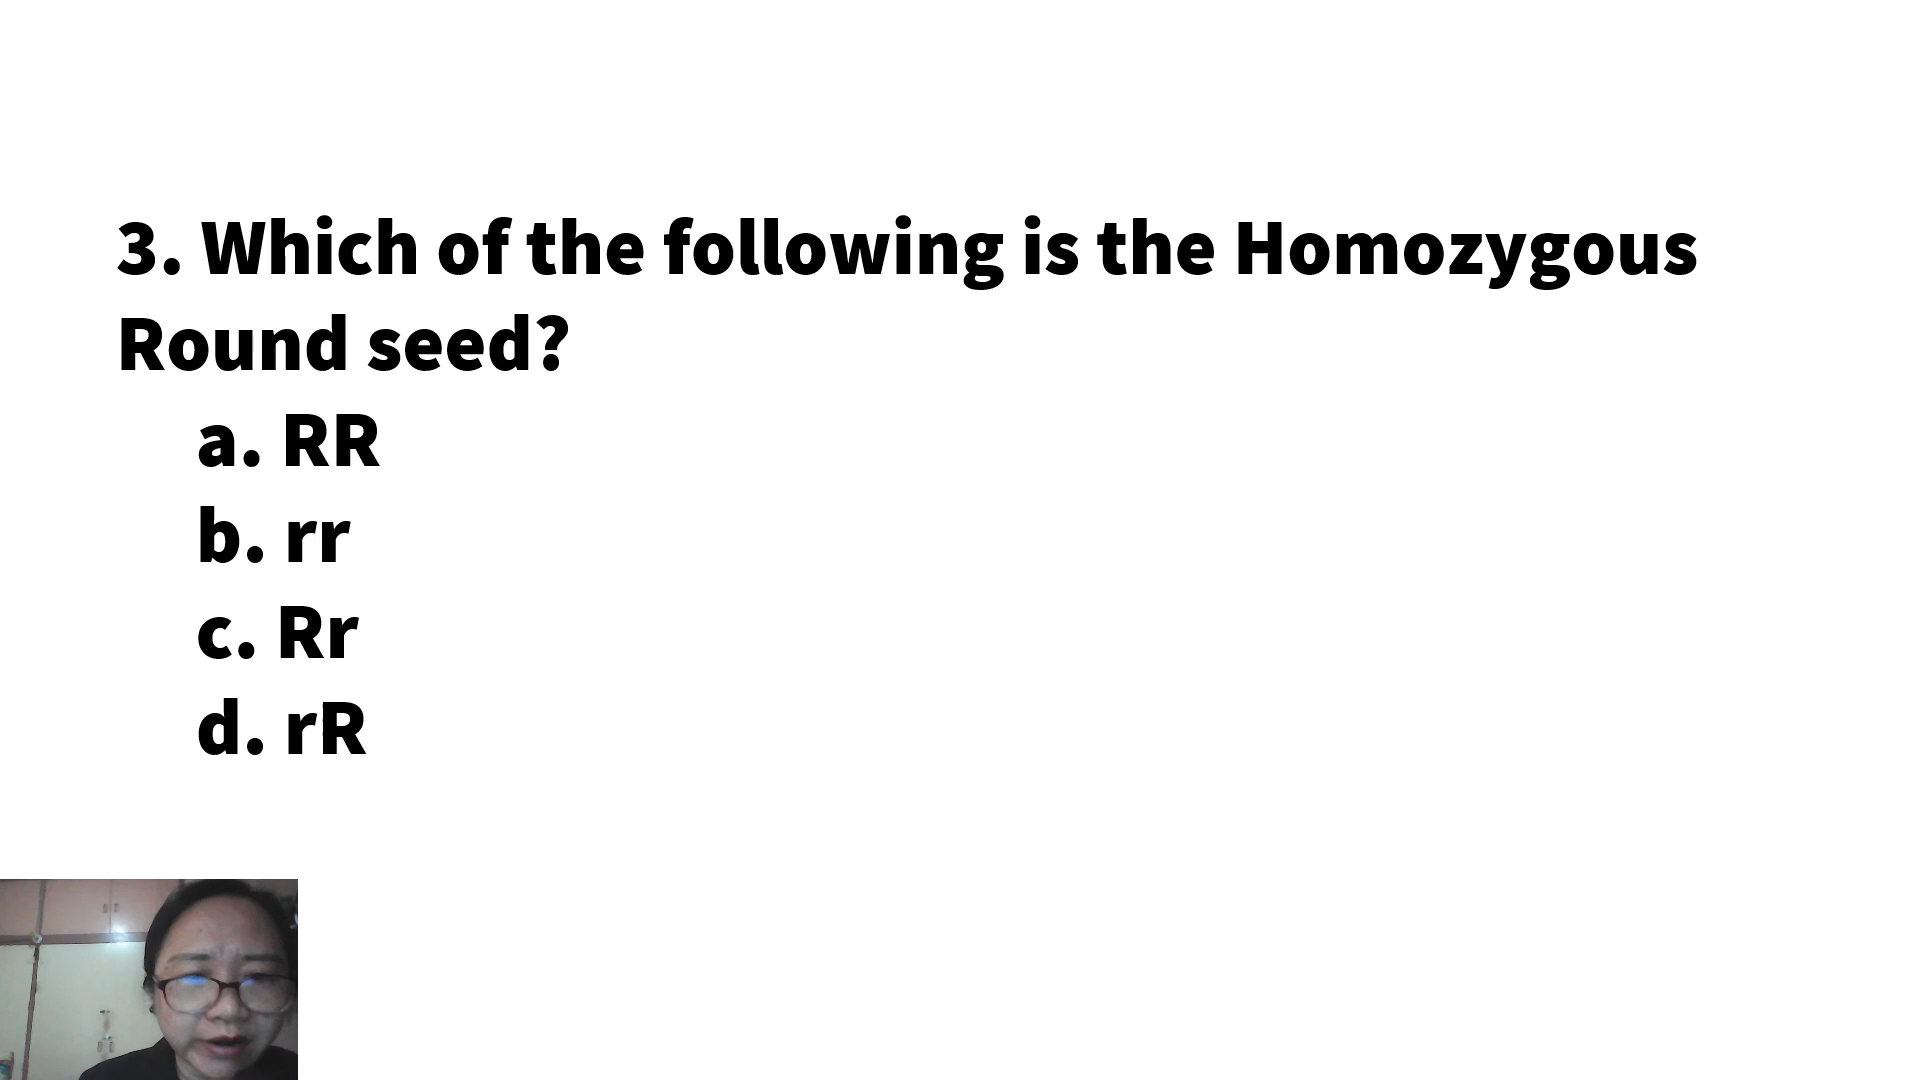 3. Which of the following is the Homozygous
Round seed?
a. RR
b. rr
c. Rr
d. rR